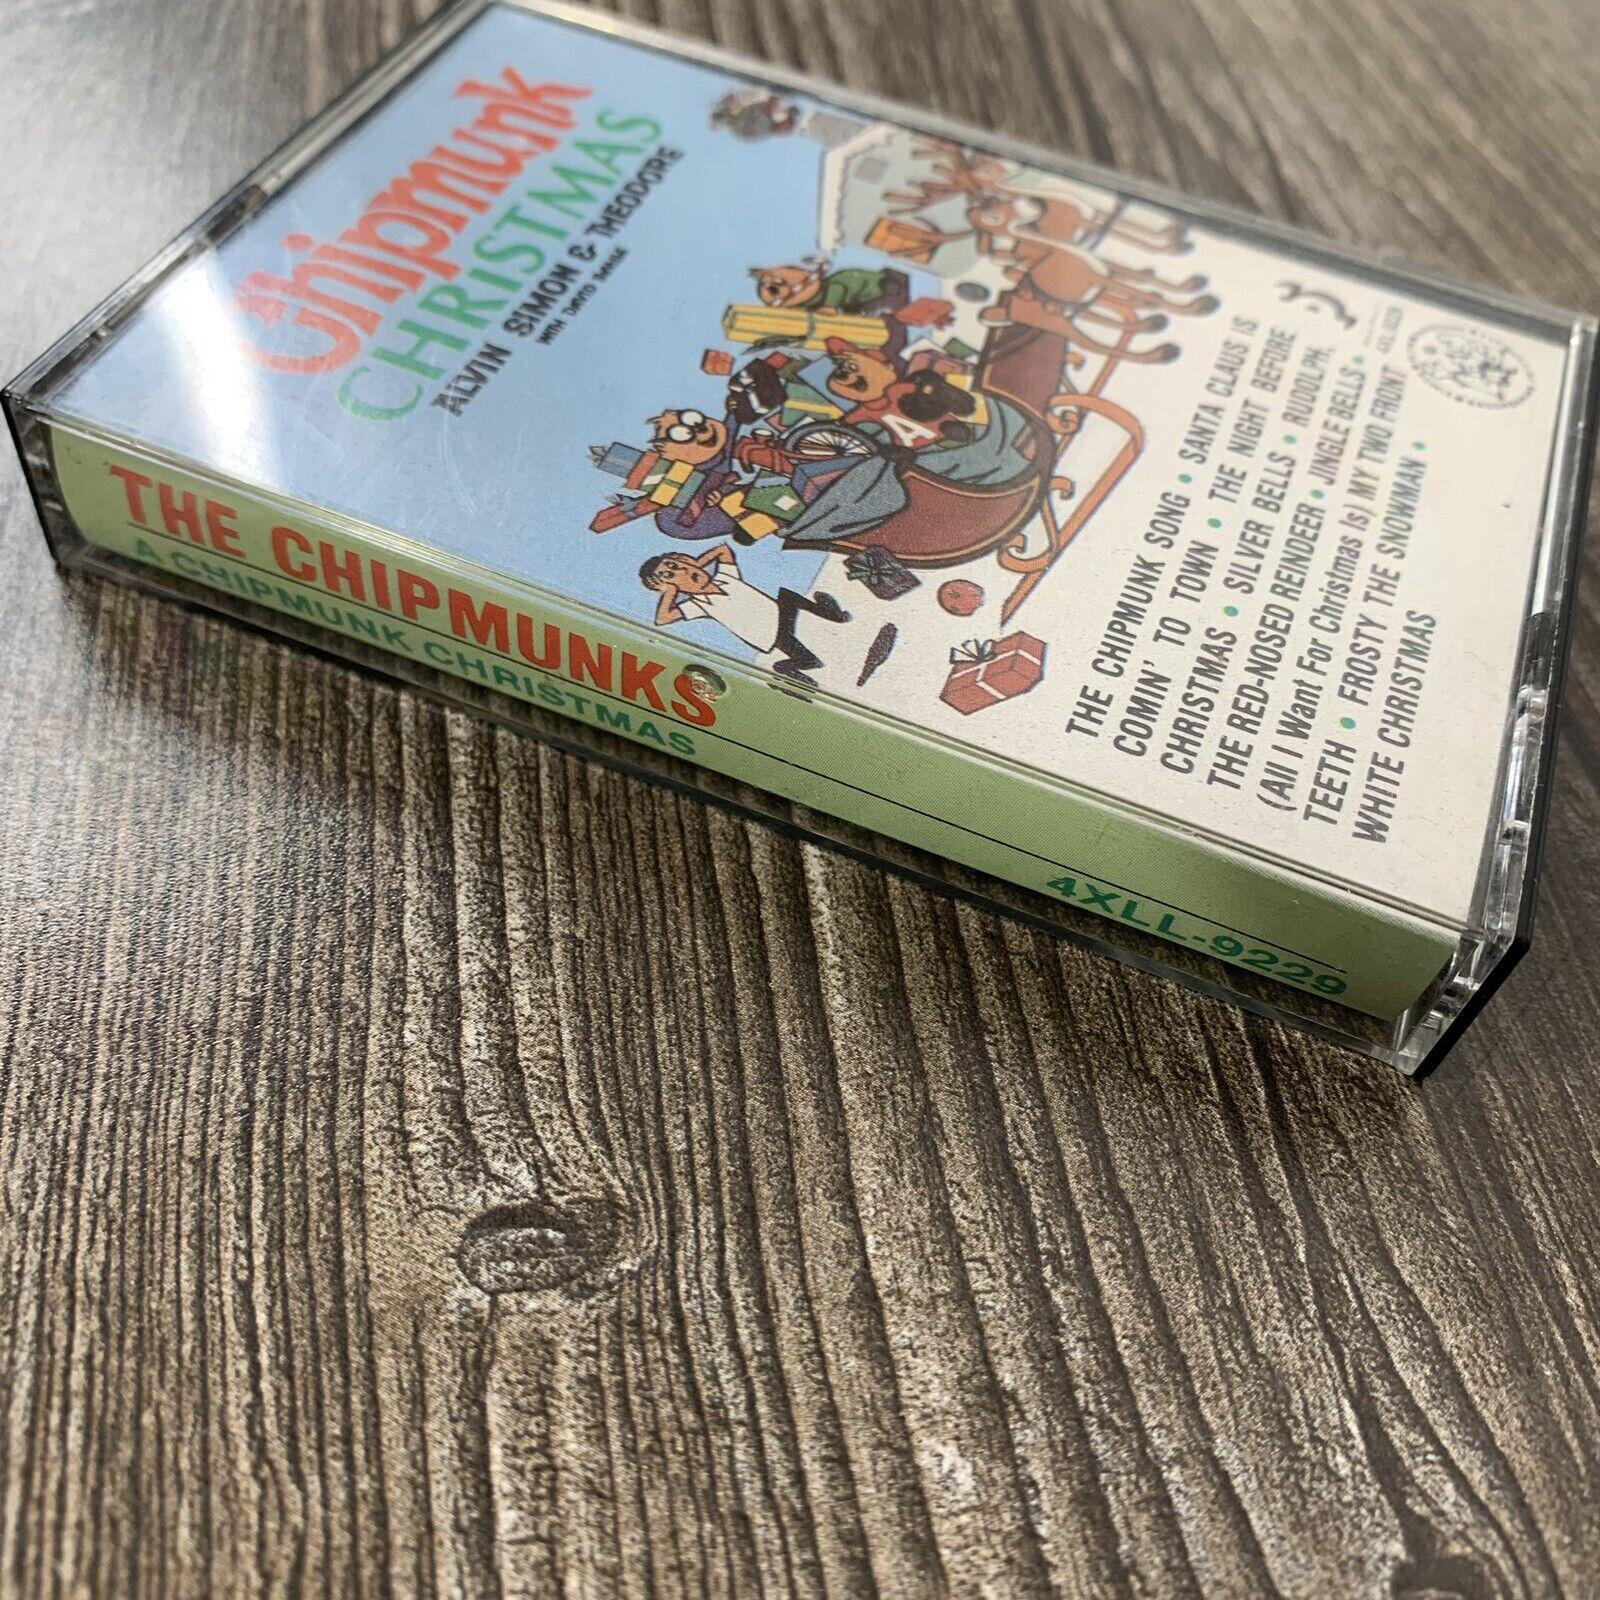 Chipmunk
CHRISTMAS
ALVIN SIMON & THEODORE
WITH DAVID SEVILLE
A
THE CHIPMUNK SONG • SANTA CLAUS IS
COMIN' TO TOWN • THE NIGHT BEFORE
CHRISTMAS • SILVER BELLS • RUDOLPH,
THE RED-NOSED REINDEER • JINGLE BELLS •
(All I Want For Christmas Is) MY TWO FRONT
TEETH • FROSTY THE SNOWMAN •
WHITE CHRISTMAS
4XLL-9229
THE CHIPMUNKS
A CHIPMUNK CHRISTMAS
4XLL-9229